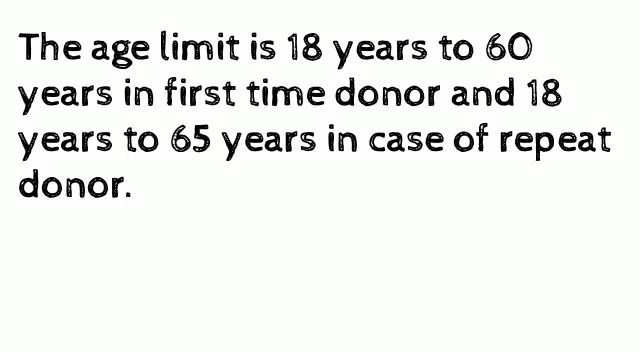 The age limit is 18 years to 60
years in first time donor and 18
years to 65 years in case of repeat
donor.